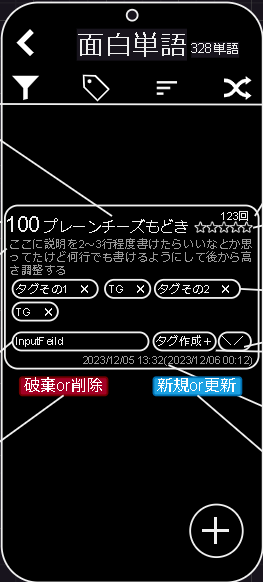 面白単語 328単語
123回
100 プレーンチーズもどき ☆☆☆☆☆
ここに説明を2～3行程度書けたらいいなとか思
ってたけど何行でも書けるようにして後から高
さ調整する
タグその1 × TG × タグその2 ×
TG ×
InputFeild タグ作成+ ＼／
2023/12/05 13:32(2023/12/06 00:12)
破棄or削除 新規or更新
+